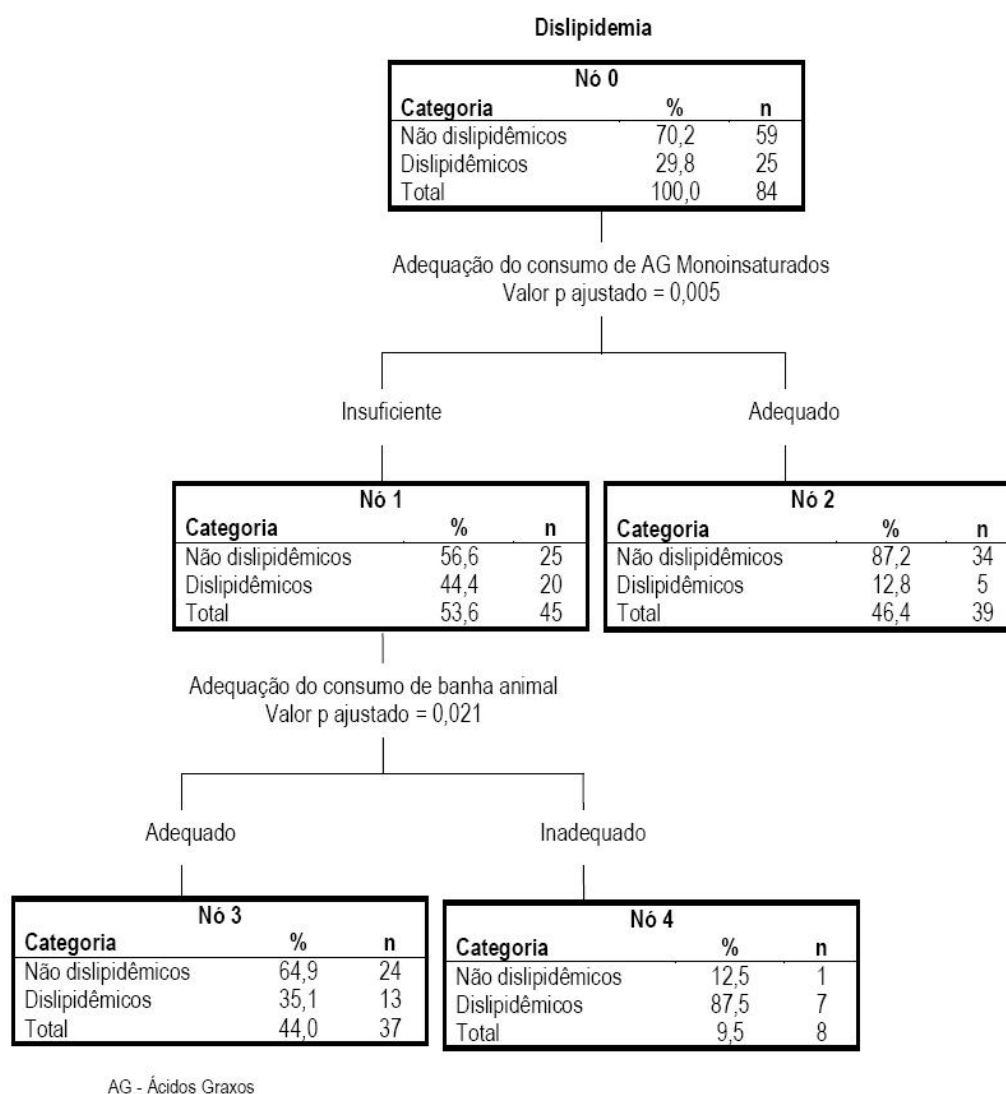 Dislipidemia
Nó 0
Categoria % n
Não dislipidêmicos 70,2 59
Dislipidêmicos 29,8 25
Total 100,0 84
Adequação do consumo de AG Monoinsaturados
Valor p ajustado = 0,005
Insuficiente
Adequado
Nó 1
Categoria % n
Não dislipidêmicos 56,6 25
Dislipidêmicos 44,4 20
Total 53,6 45
Nó 2
Categoria % n
Não dislipidêmicos 87,2 34
Dislipidêmicos 12,8 5
Total 46,4 39
Adequação do consumo de banha animal
Valor p ajustado = 0,021
Adequado
Inadequado
Nó 3
Categoria % n
Não dislipidêmicos 64,9 24
Dislipidêmicos 35,1 13
Total 44,0 37
Nó 4
Categoria % n
Não dislipidêmicos 12,5 1
Dislipidêmicos 87,5 7
Total 9,5 8
AG - Ácidos Graxos